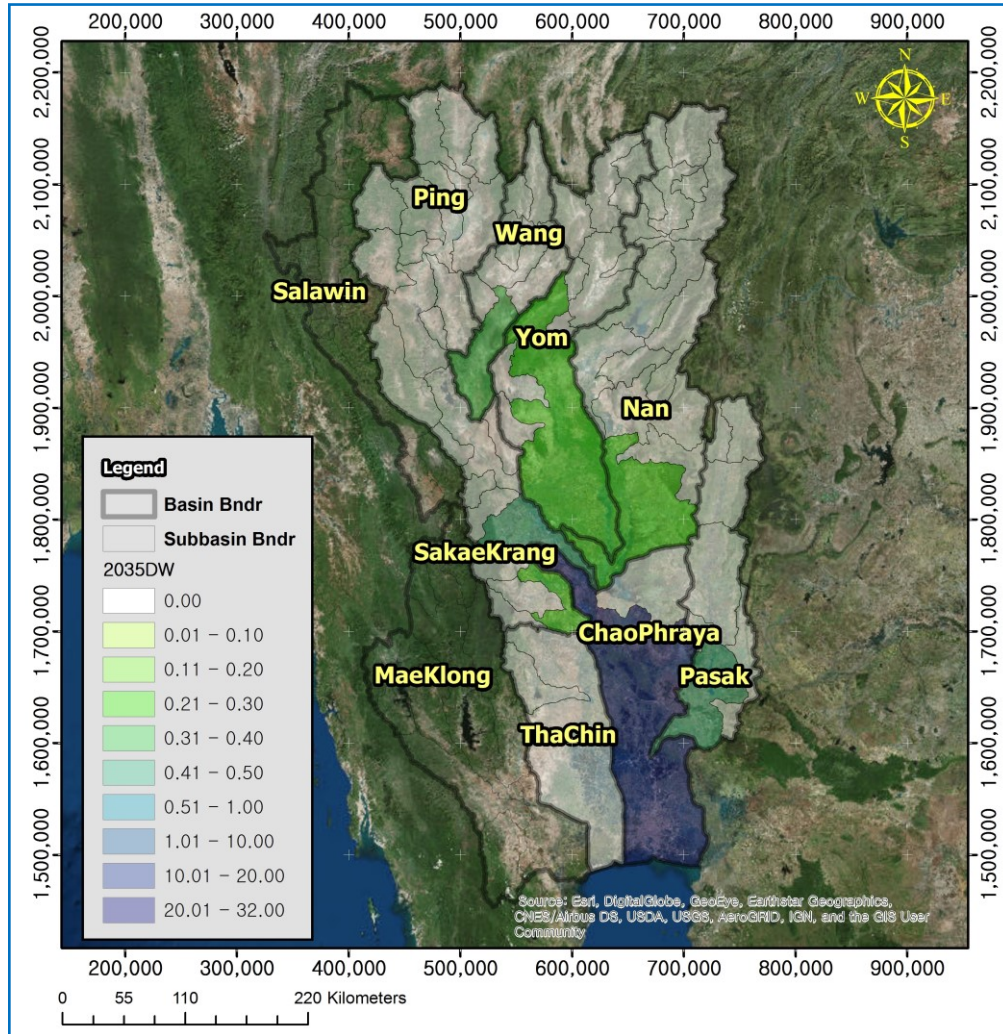 200,000 300,000 400,000 500,000 600,000 700,000 800,000 900,000
2,200,000 2,200,000
2,100,000 2,100,000
2,000,000 2,000,000
1,900,000 1,900,000
1,800,000 1,800,000
1,700,000 1,700,000
1,600,000 1,600,000
1,500,000 1,500,000
N
W E
S
Ping
Wang
Salawin
Yom
Nan
SakaeKrang
ChaoPhraya
MaeKlong
Pasak
ThaChin
Legend
Basin Bndr
Subbasin Bndr
2035DW
0.00
0.01 - 0.10
0.11 - 0.20
0.21 - 0.30
0.31 - 0.40
0.41 - 0.50
0.51 - 1.00
1.01 - 10.00
10.01 - 20.00
20.01 - 32.00
Source: Esri, DigitalGlobe, GeoEye, Earthstar Geographics,
CNES/Airbus DS, USDA, USGS, AeroGRID, IGN, and the GIS User
Community
200,000 300,000 400,000 500,000 600,000 700,000 800,000 900,000
0 55 110 220 Kilometers